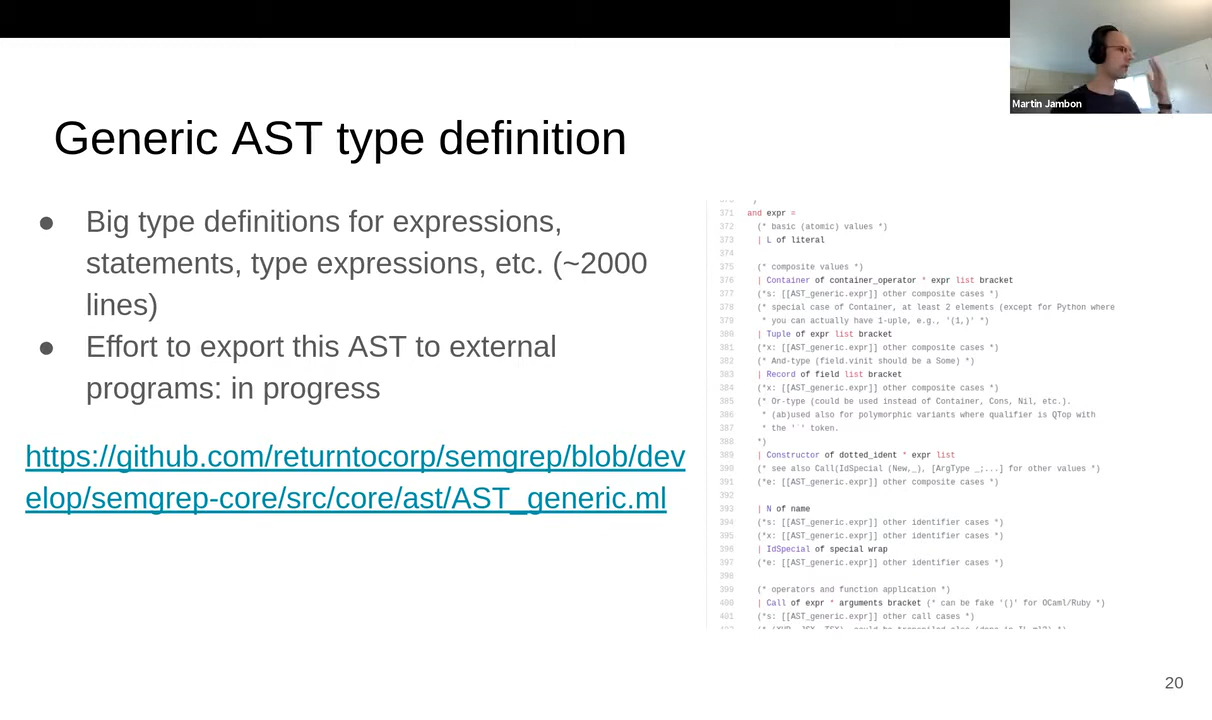 Martin Jambon
Generic AST type definition
● Big type definitions for expressions,
statements, type expressions, etc. (~2000
lines)
● Effort to export this AST to external
programs: in progress
https://github.com/returntocorp/semgrep/blob/dev
elop/semgrep-core/src/core/ast/AST_generic.ml
371 and expr =
372 (* basic (atomic) values *)
373 | L of literal
374
375 (* composite values *)
376 | Container of container_operator * expr list bracket
377 (*s: [[AST_generic.expr]] other composite cases *)
378 (* special case of Container, at least 2 elements (except for Python where
379 * you can actually have 1-uple, e.g., '(1,)' *)
380 | Tuple of expr list bracket
381 (*x: [[AST_generic.expr]] other composite cases *)
382 (* And-type (field.vinit should be a Some) *)
383 | Record of field list bracket
384 (*x: [[AST_generic.expr]] other composite cases *)
385 (* Or-type (could be used instead of Container, Cons, Nil, etc.).
386 * (ab)used also for polymorphic variants where qualifier is QTop with
387 * the '`' token.
388 *)
389 | Constructor of dotted_ident * expr list
390 (* see also Call(IdSpecial (New,_), [ArgType _;...] for other values *)
391 (*e: [[AST_generic.expr]] other composite cases *)
392
393 | N of name
394 (*s: [[AST_generic.expr]] other identifier cases *)
395 (*x: [[AST_generic.expr]] other identifier cases *)
396 | IdSpecial of special wrap
397 (*e: [[AST_generic.expr]] other identifier cases *)
398
399 (* operators and function application *)
400 | Call of expr * arguments bracket (* can be fake '()' for OCaml/Ruby *)
401 (*s: [[AST_generic.expr]] other call cases *)
20